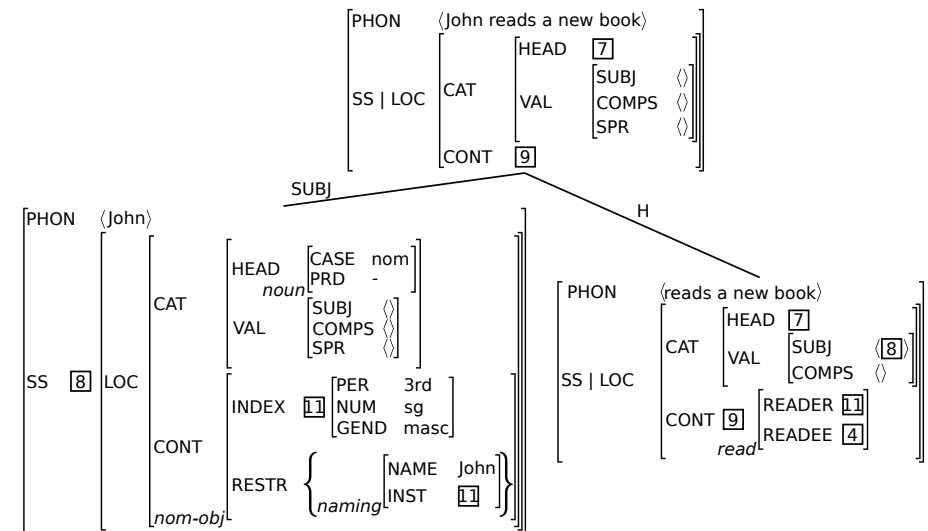 PHON ⟨John reads a new book⟩
HEAD 7
SUBJ ⟨⟩
SS | LOC CAT VAL COMPS ⟨⟩
SPR ⟨⟩
CONT 9
SUBJ
H
PHON ⟨John⟩
HEAD CASE nom
noun PRD -
CAT
SUBJ ⟨⟩
VAL COMPS ⟨⟩
SPR ⟨⟩
SS 8 LOC
PER 3rd
INDEX 11 NUM sg
GEND masc
CONT
NAME John
RESTR { } INST 11
naming
nom-obj
PHON ⟨reads a new book⟩
HEAD 7
CAT SUBJ ⟨8⟩
VAL
COMPS ⟨⟩
SS | LOC
READER 11
CONT 9
READEE 4
read